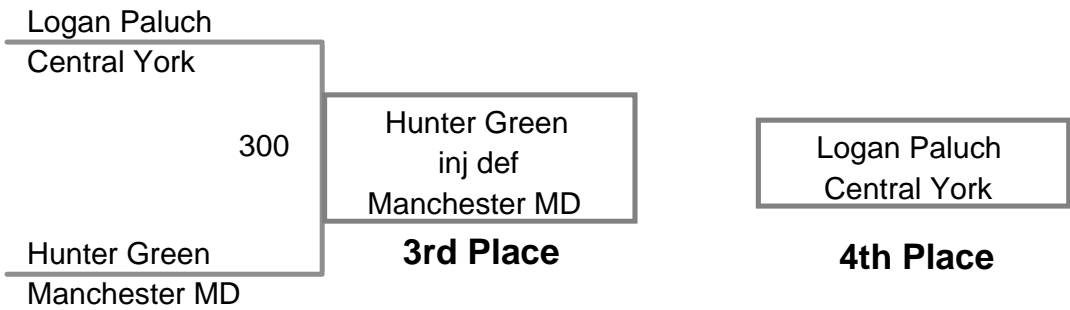 Logan Paluch
Central York
300
Hunter Green
Manchester MD
Hunter Green
inj def
Manchester MD
3rd Place
Logan Paluch
Central York
4th Place